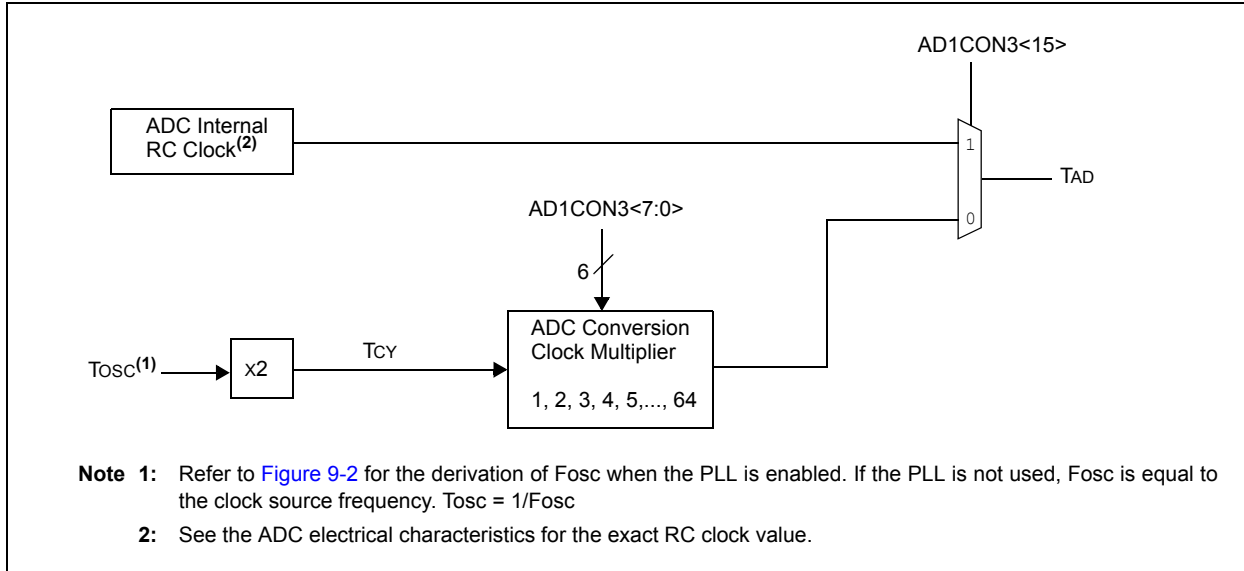 AD1CON3<15>
ADC Internal
RC Clock(2)
1
TAD
AD1CON3<7:0>
0
6
ADC Conversion
Clock Multiplier
TOSC(1)
X2
TCY
1, 2, 3, 4, 5,..., 64
Note 1: Refer to Figure 9-2 for the derivation of Fosc when the PLL is enabled. If the PLL is not used, Fosc is equal to
the clock source frequency. Tosc = 1/Fosc
2: See the ADC electrical characteristics for the exact RC clock value.